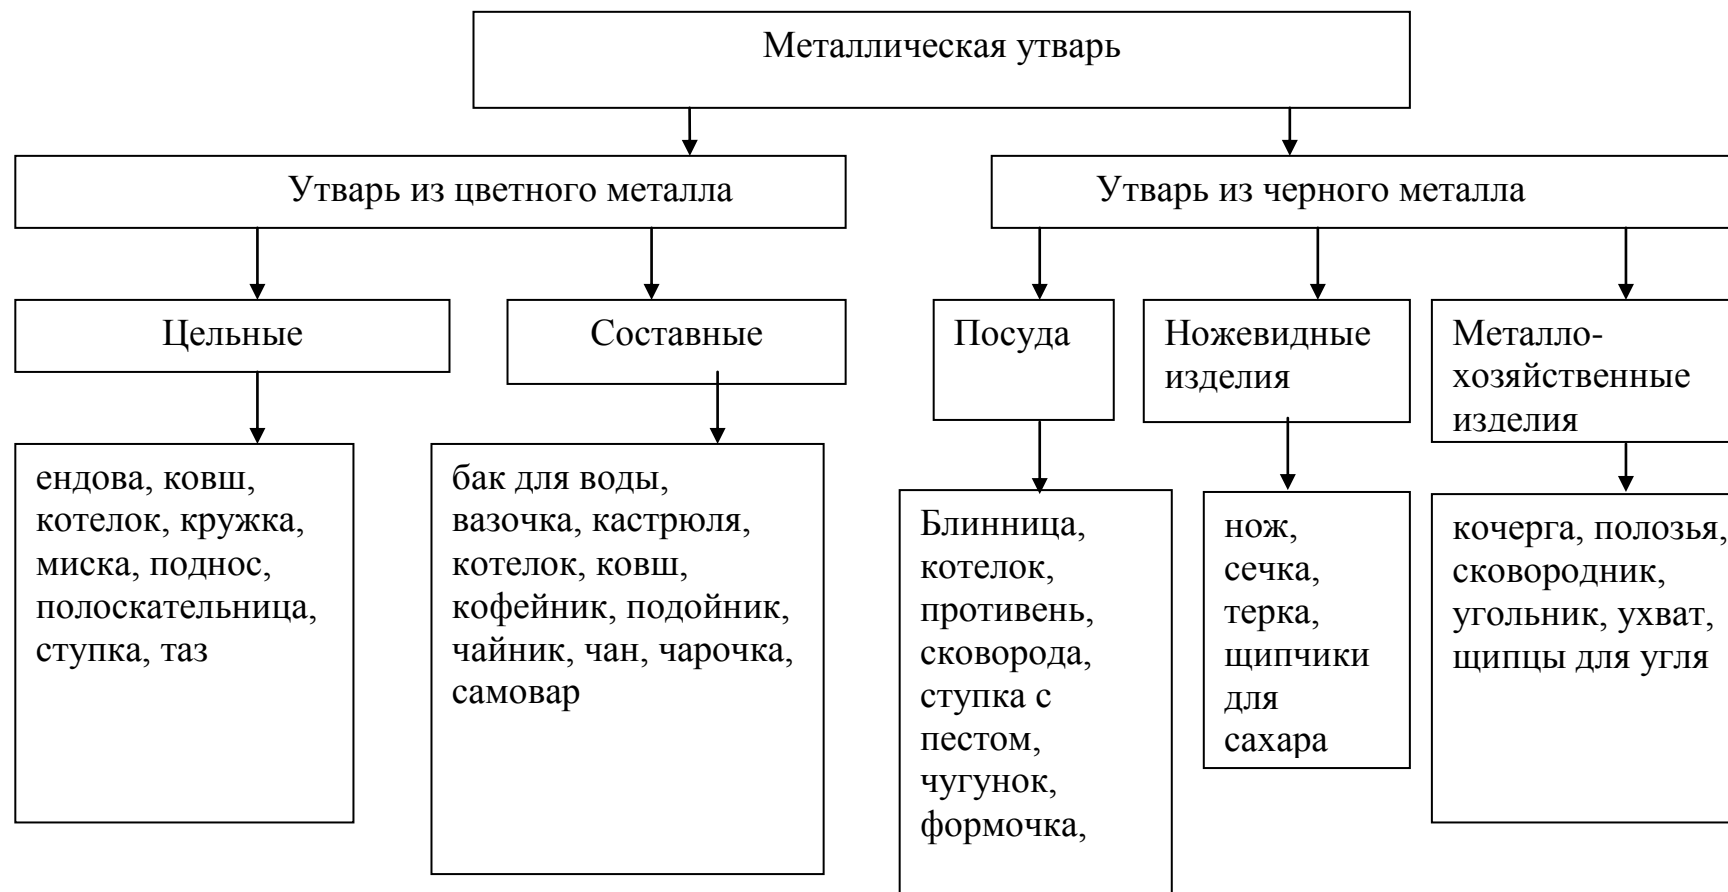 Металлическая утварь
Утварь из цветного металла
Утварь из черного металла
Цельные
Составные
Посуда
Ножевидные
изделия
Металло-
хозяйственные
изделия
ендова, ковш,
котелок, кружка,
миска, поднос,
полоскательница,
ступка, таз
бак для воды,
вазочка, кастрюля,
котелок, ковш,
кофейник, подойник,
чайник, чан, чарочка,
самовар
Блинница,
котелок,
противень,
сковорода,
ступка с
пестом,
чугунок,
формочка,
нож,
сечка,
терка,
щипчики
для
сахара
кочерга, полозья,
сковородник,
угольник, ухват,
щипцы для угля